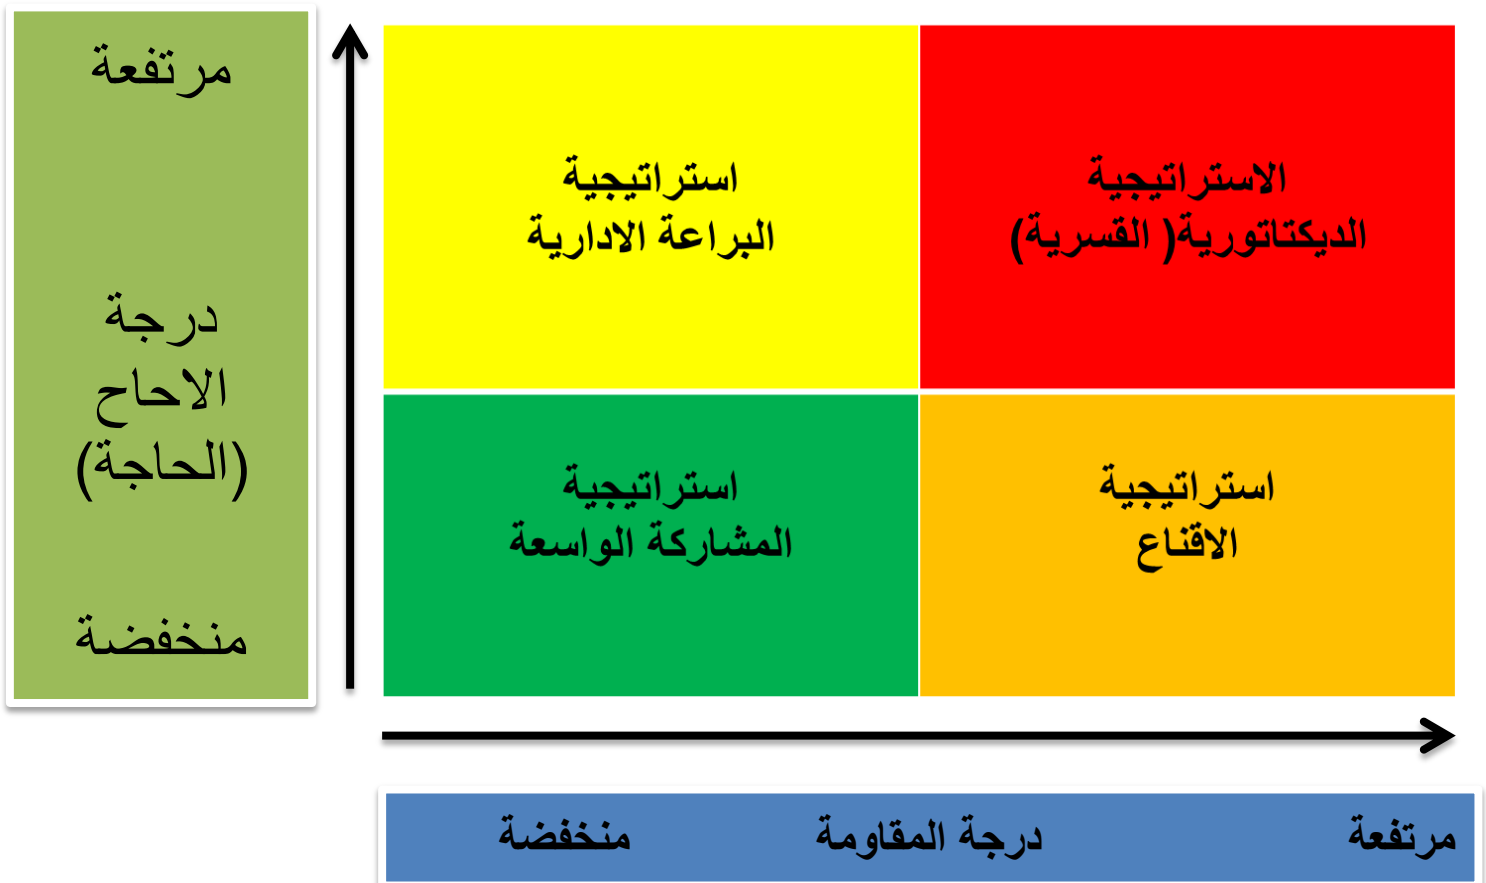 مرتفعة
درجة
الاحاح
(الحاجة)
منخفضة
استراتيجية
البراعة الادارية
الاستراتيجية
الديكتاتورية( القسرية)
استراتيجية
المشاركة الواسعة
استراتيجية
الاقناع
منخفضة درجة المقاومة مرتفعة